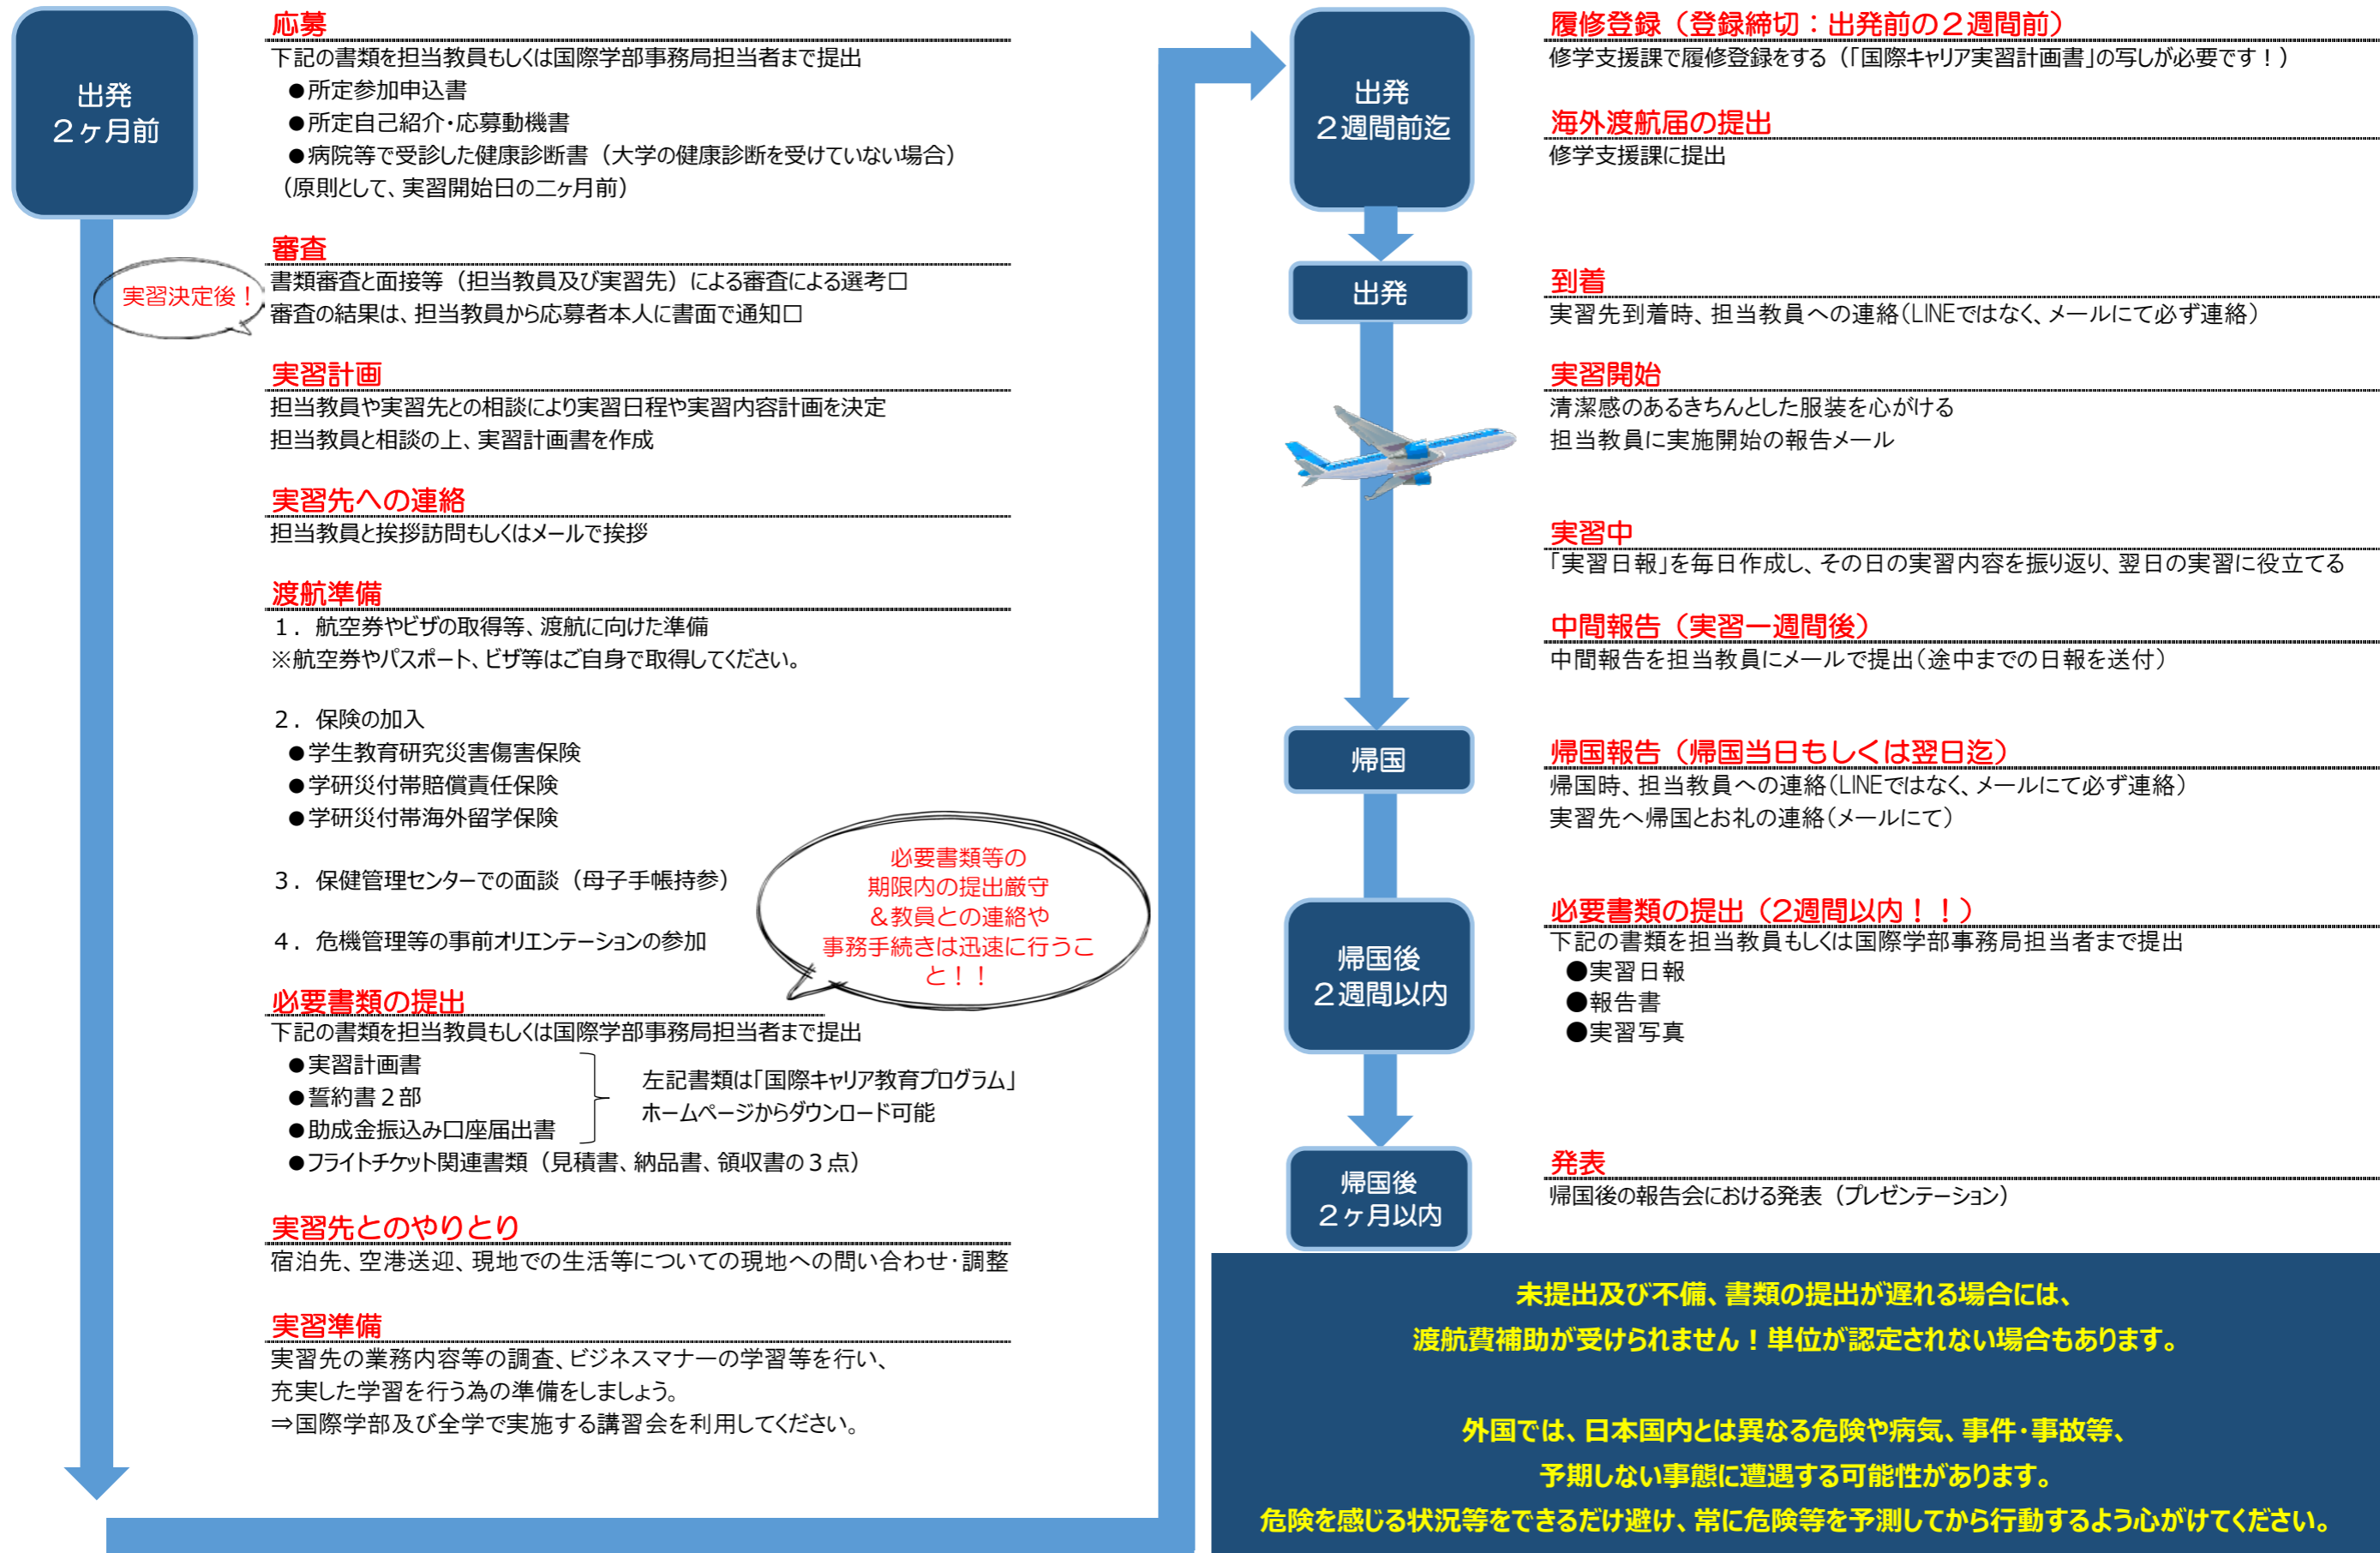 出発
２ヶ月前
応募
下記の書類を担当教員もしくは国際学部事務局担当者まで提出
●所定参加申込書
●所定自己紹介・応募動機書
●病院等で受診した健康診断書（大学の健康診断を受けていない場合）
（原則として、実習開始日の二ヶ月前）
実習決定後！
審査
書類審査と面接等（担当教員及び実習先）による審査による選考□
審査の結果は、担当教員から応募者本人に書面で通知□
実習計画
担当教員や実習先との相談により実習日程や実習内容計画を決定
担当教員と相談の上、実習計画書を作成
実習先への連絡
担当教員と挨拶訪問もしくはメールで挨拶
渡航準備
１．航空券やビザの取得等、渡航に向けた準備
※航空券やパスポート、ビザ等はご自身で取得してください。
２．保険の加入
●学生教育研究災害傷害保険
●学研災付帯賠償責任保険
●学研災付帯海外留学保険
３．保健管理センターでの面談（母子手帳持参）
４．危機管理等の事前オリエンテーションの参加
必要書類等の
期限内の提出厳守
＆教員との連絡や
事務手続きは迅速に行うこ
と！！
必要書類の提出
下記の書類を担当教員もしくは国際学部事務局担当者まで提出
●実習計画書
●誓約書２部
●助成金振込み口座届出書
●フライトチケット関連書類（見積書、納品書、領収書の３点）
左記書類は「国際キャリア教育プログラム」
ホームページからダウンロード可能
実習先とのやりとり
宿泊先、空港送迎、現地での生活等についての現地への問い合わせ・調整
実習準備
実習先の業務内容等の調査、ビジネスマナーの学習等を行い、
充実した学習を行う為の準備をしましょう。
⇒国際学部及び全学で実施する講習会を利用してください。
出発
２週間前迄
履修登録（登録締切：出発前の２週間前）
修学支援課で履修登録をする（「国際キャリア実習計画書」の写しが必要です！）
海外渡航届の提出
修学支援課に提出
出発
到着
実習先到着時、担当教員への連絡（LINEではなく、メールにて必ず連絡）
実習開始
清潔感のあるきちんとした服装を心がける
担当教員に実施開始の報告メール
実習中
「実習日報」を毎日作成し、その日の実習内容を振り返り、翌日の実習に役立てる
中間報告（実習一週間後）
中間報告を担当教員にメールで提出（途中までの日報を送付）
帰国
帰国報告（帰国当日もしくは翌日迄）
帰国時、担当教員への連絡（LINEではなく、メールにて必ず連絡）
実習先へ帰国とお礼の連絡（メールにて）
帰国後
２週間以内
必要書類の提出（2週間以内！！）
下記の書類を担当教員もしくは国際学部事務局担当者まで提出
●実習日報
●報告書
●実習写真
帰国後
２ヶ月以内
発表
帰国後の報告会における発表（プレゼンテーション）
未提出及び不備、書類の提出が遅れる場合には、
渡航費補助が受けられません！単位が認定されない場合もあります。
外国では、日本国内とは異なる危険や病気、事件・事故等、
予期しない事態に遭遇する可能性があります。
危険を感じる状況等をできるだけ避け、常に危険等を予測してから行動するよう心がけてください。